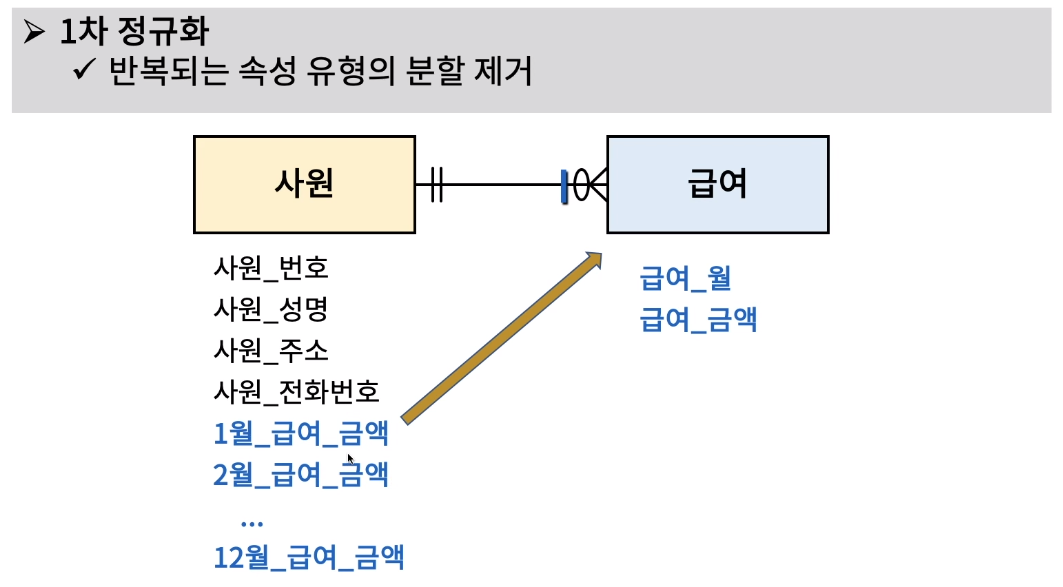 ➢ 1차 정규화
✓ 반복되는 속성 유형의 분할 제거
사원
급여
사원_번호
사원_성명
사원_주소
사원_전화번호
1월_급여_금액
2월_급여_금액
...
12월_급여_금액
급여_월
급여_금액